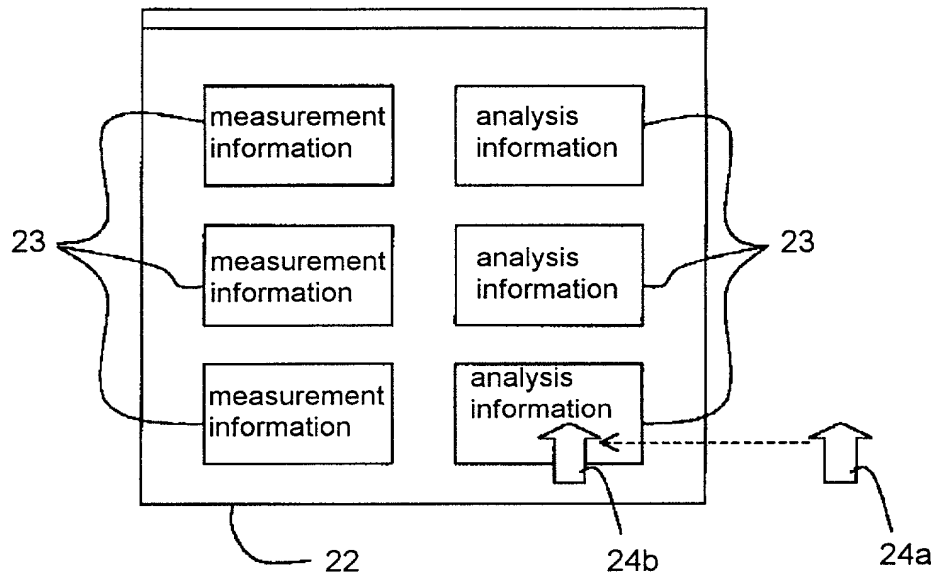 measurement
information
analysis
information
23
measurement
information
analysis
information
23
measurement
information
analysis
information
22
24b
24a